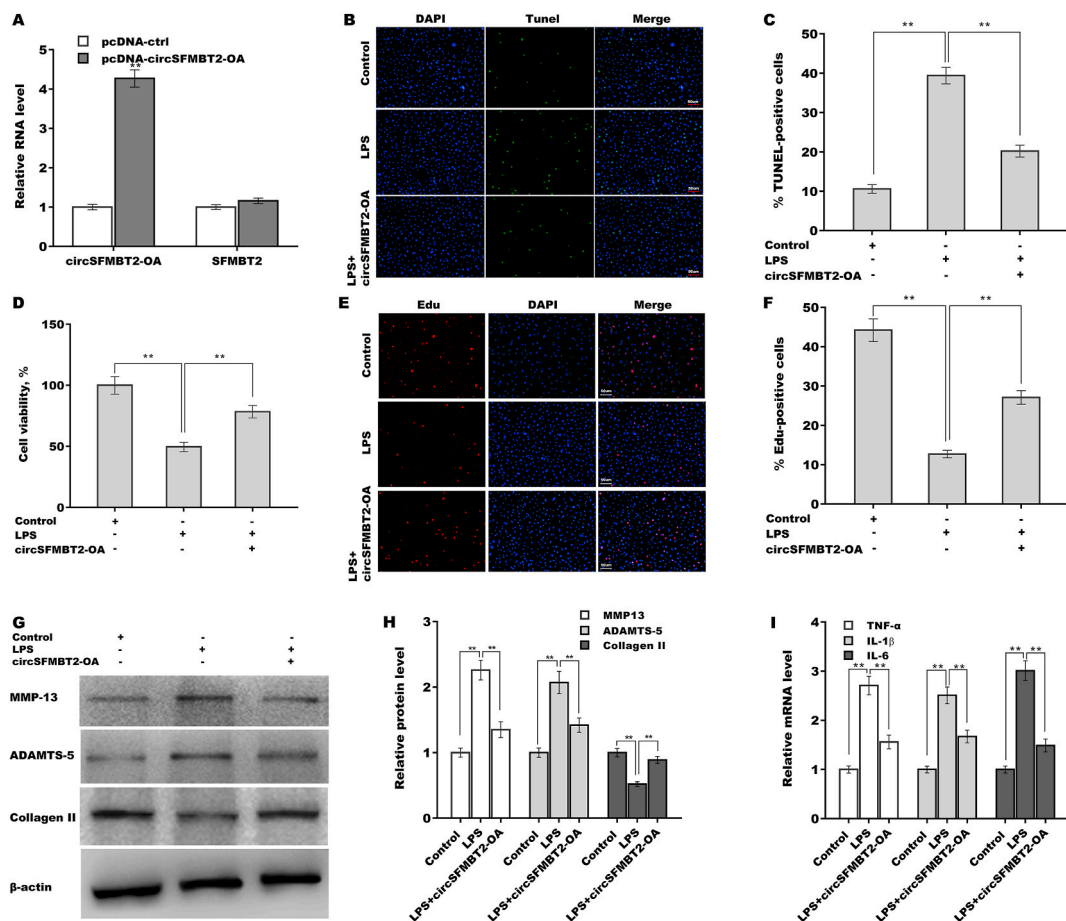 A
pcDNA-ctrl
pcDNA-circSFMBT2-OA
**
Relative RNA level
5
4
3
2
1
0
circSFMBT2-OA SFMBT2
B
DAPI Tunel Merge
Control
LPS
LPS+
circSFMBT2-OA
50um
50um
50um
C
% TUNEL-positive cells
50
40
30
20
10
0
** **
Control + - -
LPS - + +
circSFMBT2-OA - - +
D
Cell viability, %
150
100
50
0
** **
Control + - -
LPS - + +
circSFMBT2-OA - - +
E
Edu DAPI Merge
Control
LPS
LPS+
circSFMBT2-OA
50um
50um
50um
F
% Edu-positive cells
50
40
30
20
10
0
** **
Control + - -
LPS - + +
circSFMBT2-OA - - +
G
Control + - -
LPS - + +
circSFMBT2-OA - - +
MMP-13
ADAMTS-5
Collagen II
β-actin
H
MMP13
ADAMTS-5
Collagen II
Relative protein level
3
2
1
0
** ** ** ** ** **
Control LPS LPS+circSFMBT2-OA Control LPS LPS+circSFMBT2-OA Control LPS LPS+circSFMBT2-OA
I
TNF-α
IL-1β
IL-6
Relative mRNA level
4
3
2
1
0
** ** ** ** ** **
Control LPS LPS+circSFMBT2-OA Control LPS LPS+circSFMBT2-OA Control LPS LPS+circSFMBT2-OA